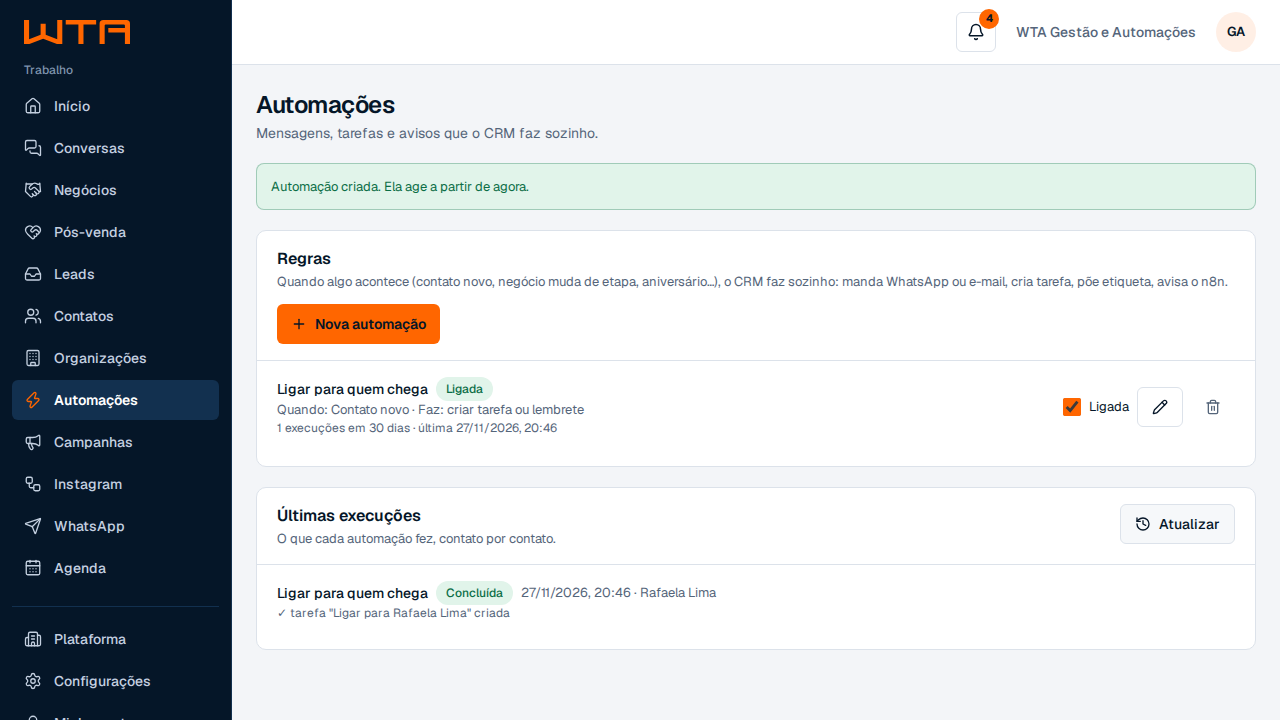 WTA
4
WTA Gestão e Automações
GA
Trabalho
Início
Conversas
Negócios
Pós-venda
Leads
Contatos
Organizações
Automações
Campanhas
Instagram
WhatsApp
Agenda
Plataforma
Configurações
Automações
Mensagens, tarefas e avisos que o CRM faz sozinho.
Automação criada. Ela age a partir de agora.
Regras
Quando algo acontece (contato novo, negócio muda de etapa, aniversário…), o CRM faz sozinho: manda WhatsApp ou e-mail, cria tarefa, põe etiqueta, avisa o n8n.
Nova automação
Ligar para quem chega Ligada
Quando: Contato novo · Faz: criar tarefa ou lembrete
1 execuções em 30 dias · última 27/11/2026, 20:46
Ligada
Últimas execuções
O que cada automação fez, contato por contato.
Atualizar
Ligar para quem chega Concluída 27/11/2026, 20:46 · Rafaela Lima
✓ tarefa "Ligar para Rafaela Lima" criada